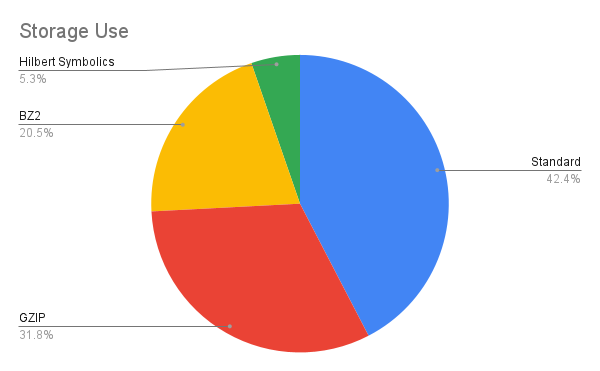 Storage Use
Hilbert Symbolics
5.3%
BZ2
20.5%
Standard
42.4%
GZIP
31.8%